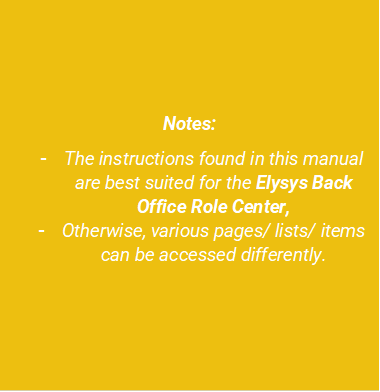 Notes:
- The instructions found in this manual
are best suited for the Elysys Back
Office Role Center,
- Otherwise, various pages/ lists/ items
can be accessed differently.